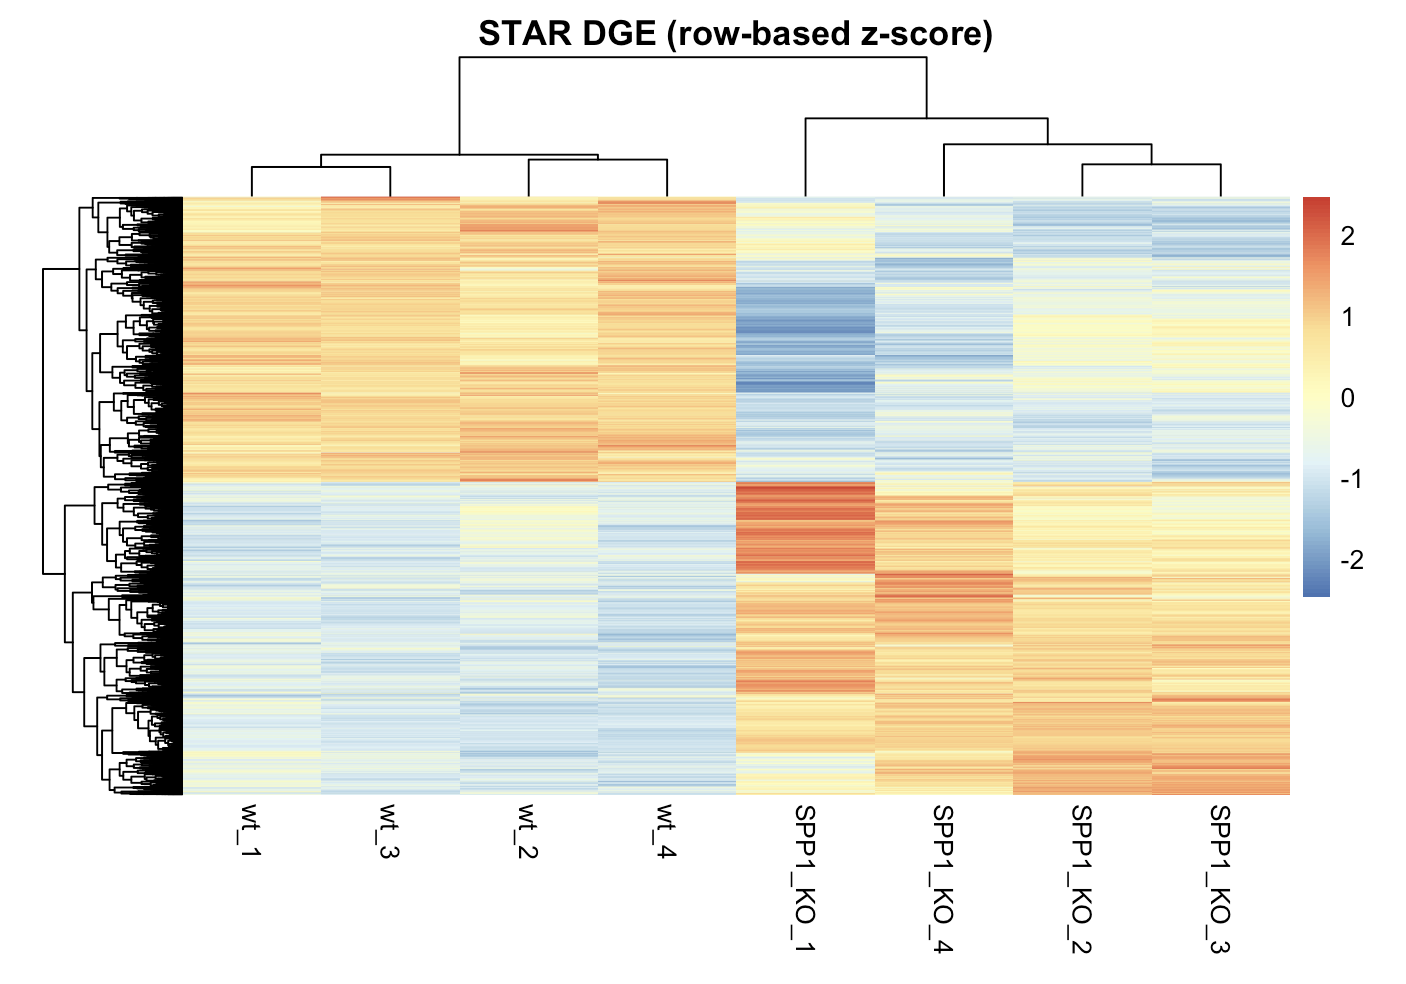 STAR DGE (row-based z-score)
2
1
0
-1
-2
wt_1
wt_3
wt_2
wt_4
SPP1_KO_1
SPP1_KO_4
SPP1_KO_2
SPP1_KO_3